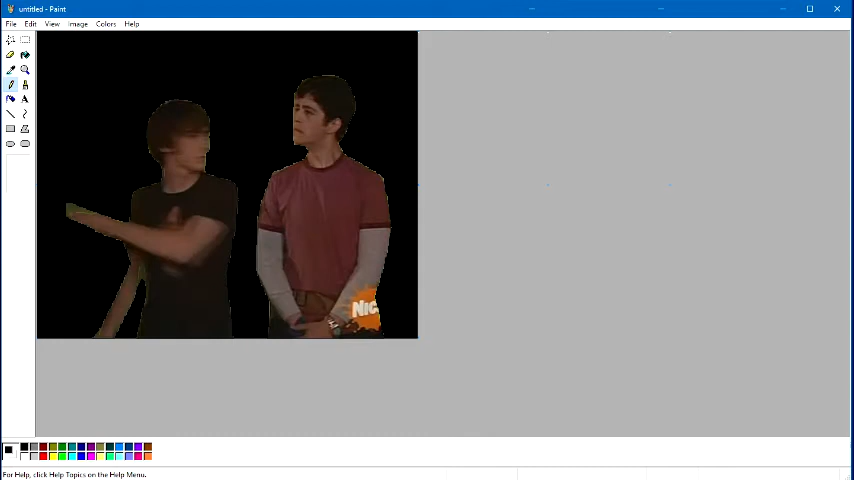 untitled - Paint
File Edit View Image Colors Help
A
NIC
For Help, click Help Topics on the Help Menu.